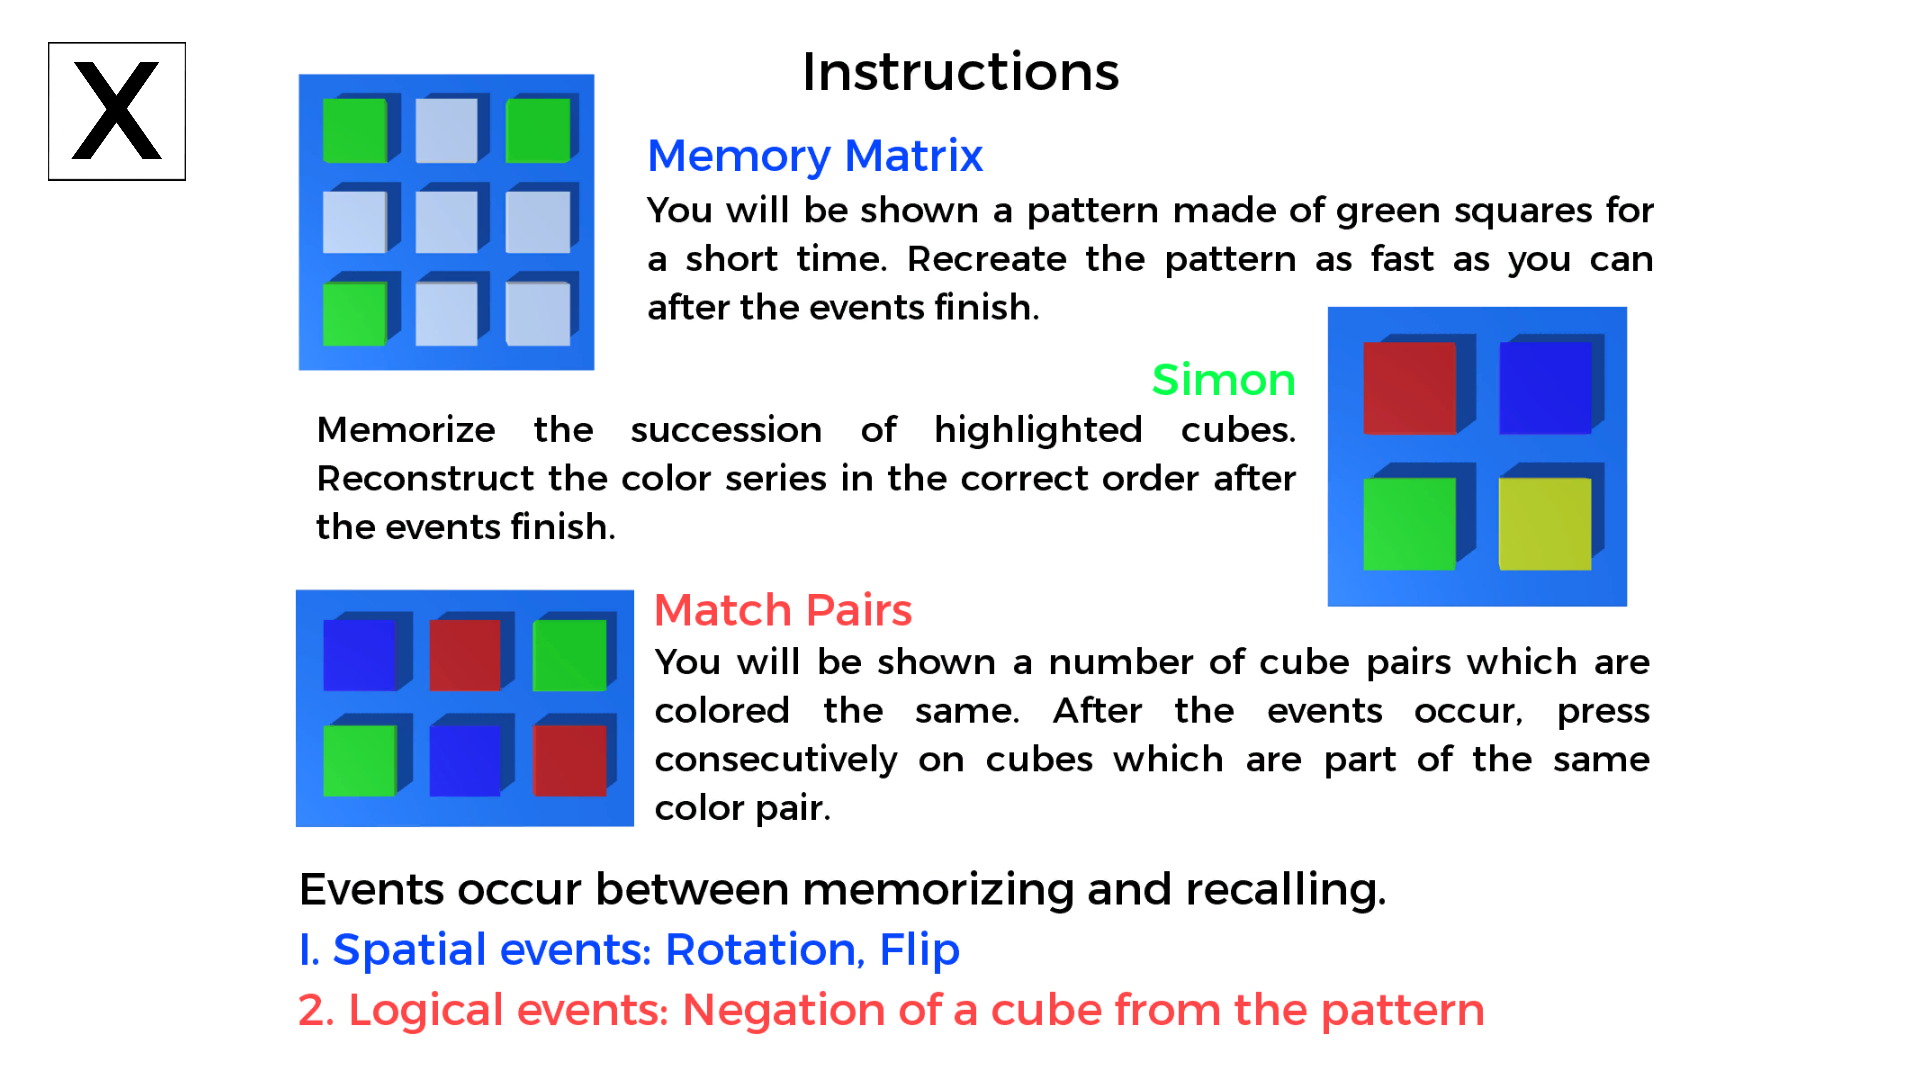 X
Instructions
Memory Matrix
You will be shown a pattern made of green squares for
a short time. Recreate the pattern as fast as you can
after the events finish.
Simon
Memorize the succession of highlighted cubes.
Reconstruct the color series in the correct order after
the events finish.
Match Pairs
You will be shown a number of cube pairs which are
colored the same. After the events occur, press
consecutively on cubes which are part of the same
color pair.
Events occur between memorizing and recalling.
1. Spatial events: Rotation, Flip
2. Logical events: Negation of a cube from the pattern